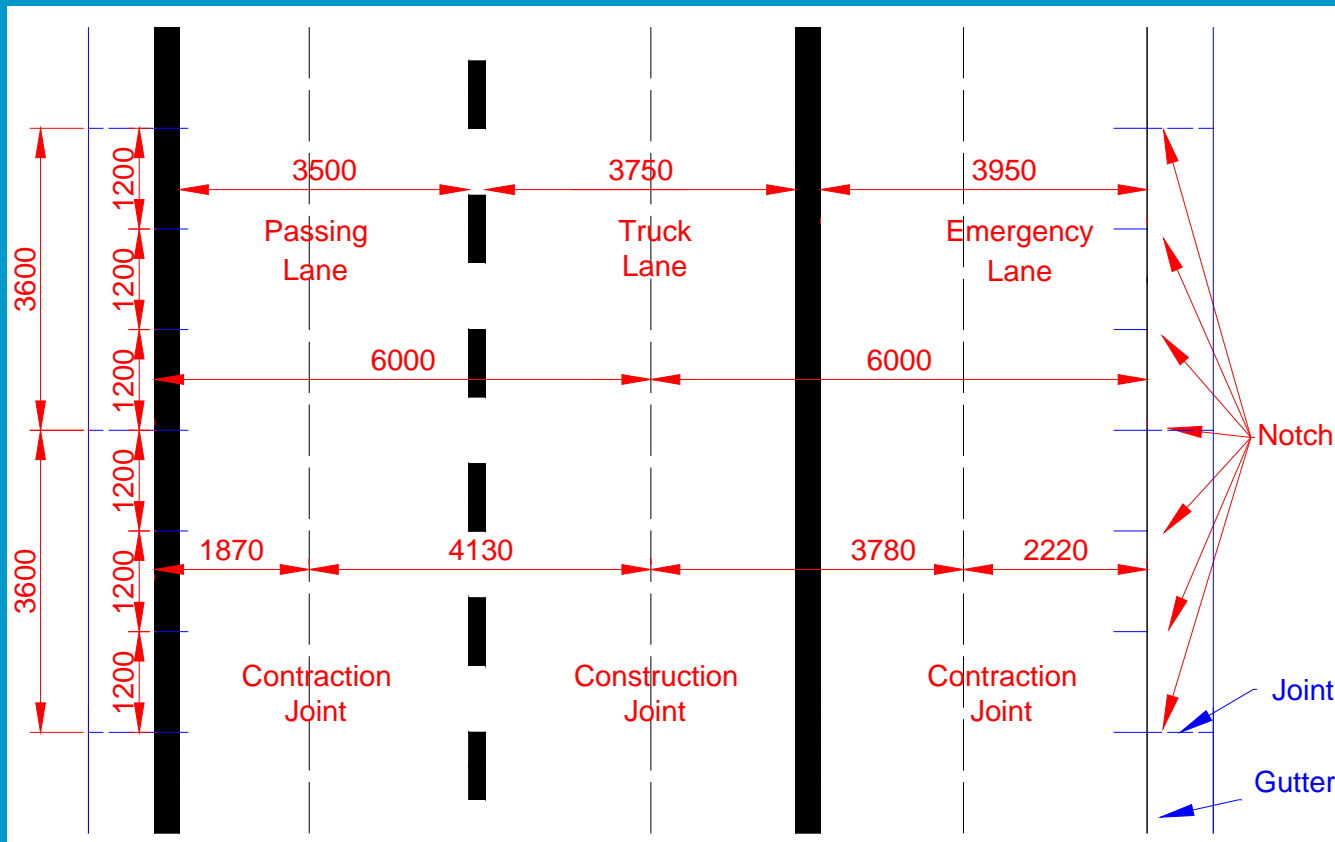 3500
3750
3950
Passing
Lane
Truck
Lane
Emergency
Lane
3600
1200
1200
1200
6000
6000
Notch
3600
1200
1200
1200
1870
4130
3780
2220
Contraction
Joint
Construction
Joint
Contraction
Joint
Joint
Gutter